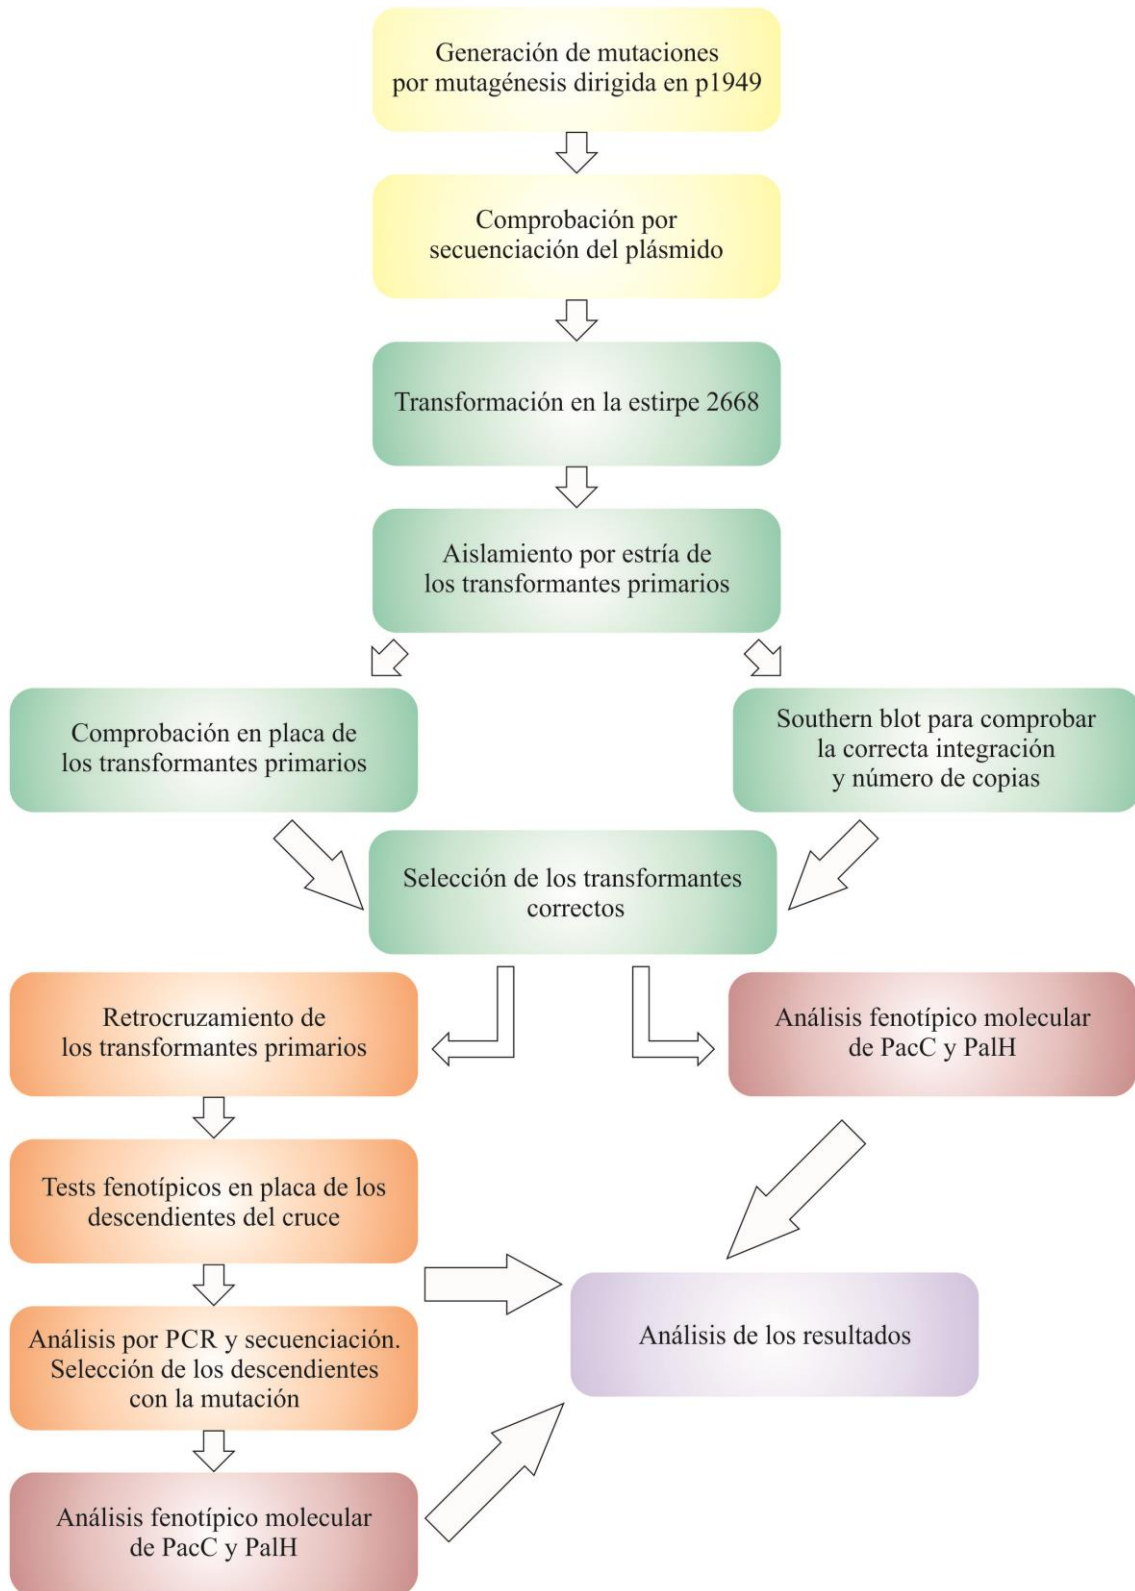 Generación de mutaciones
por mutagénesis dirigida en p1949
Comprobación por
secuenciación del plásmido
Transformación en la estirpe 2668
Aislamiento por estría de
los transformantes primarios
Comprobación en placa de
los transformantes primarios
Southern blot para comprobar
la correcta integración
y número de copias
Selección de los transformantes
correctos
Retrocruzamiento de
los transformantes primarios
Análisis fenotípico molecular
de PacC y PalH
Tests fenotípicos en placa de los
descendientes del cruce
Análisis por PCR y secuenciación.
Selección de los descendientes
con la mutación
Análisis de los resultados
Análisis fenotípico molecular
de PacC y PalH